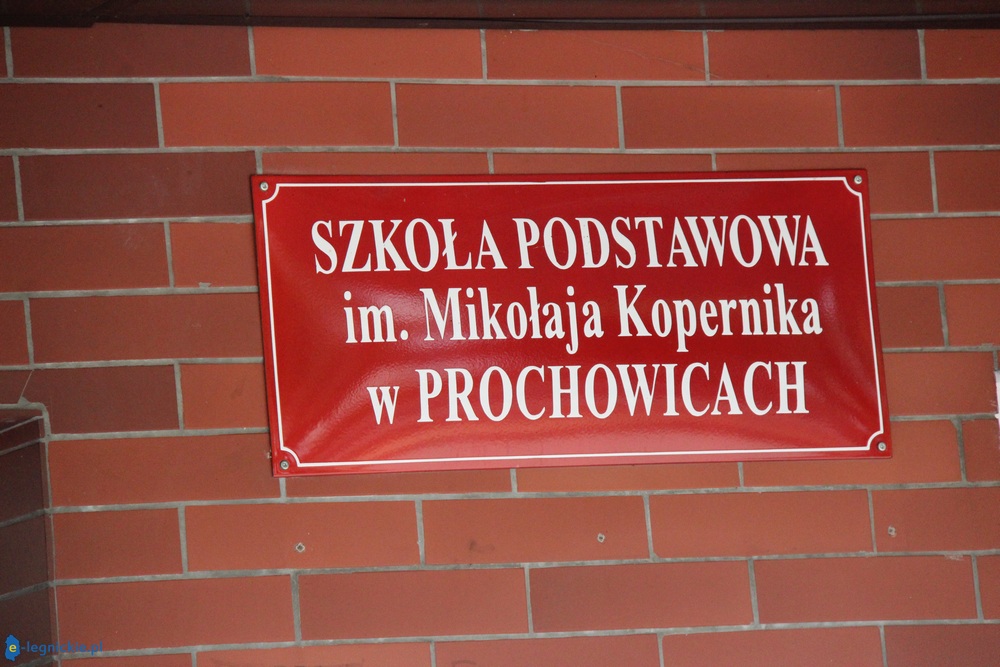 SZKOŁA PODSTAWOWA
im. Mikołaja Kopernika
w PROCHOWICACH
e-legnickie.pl